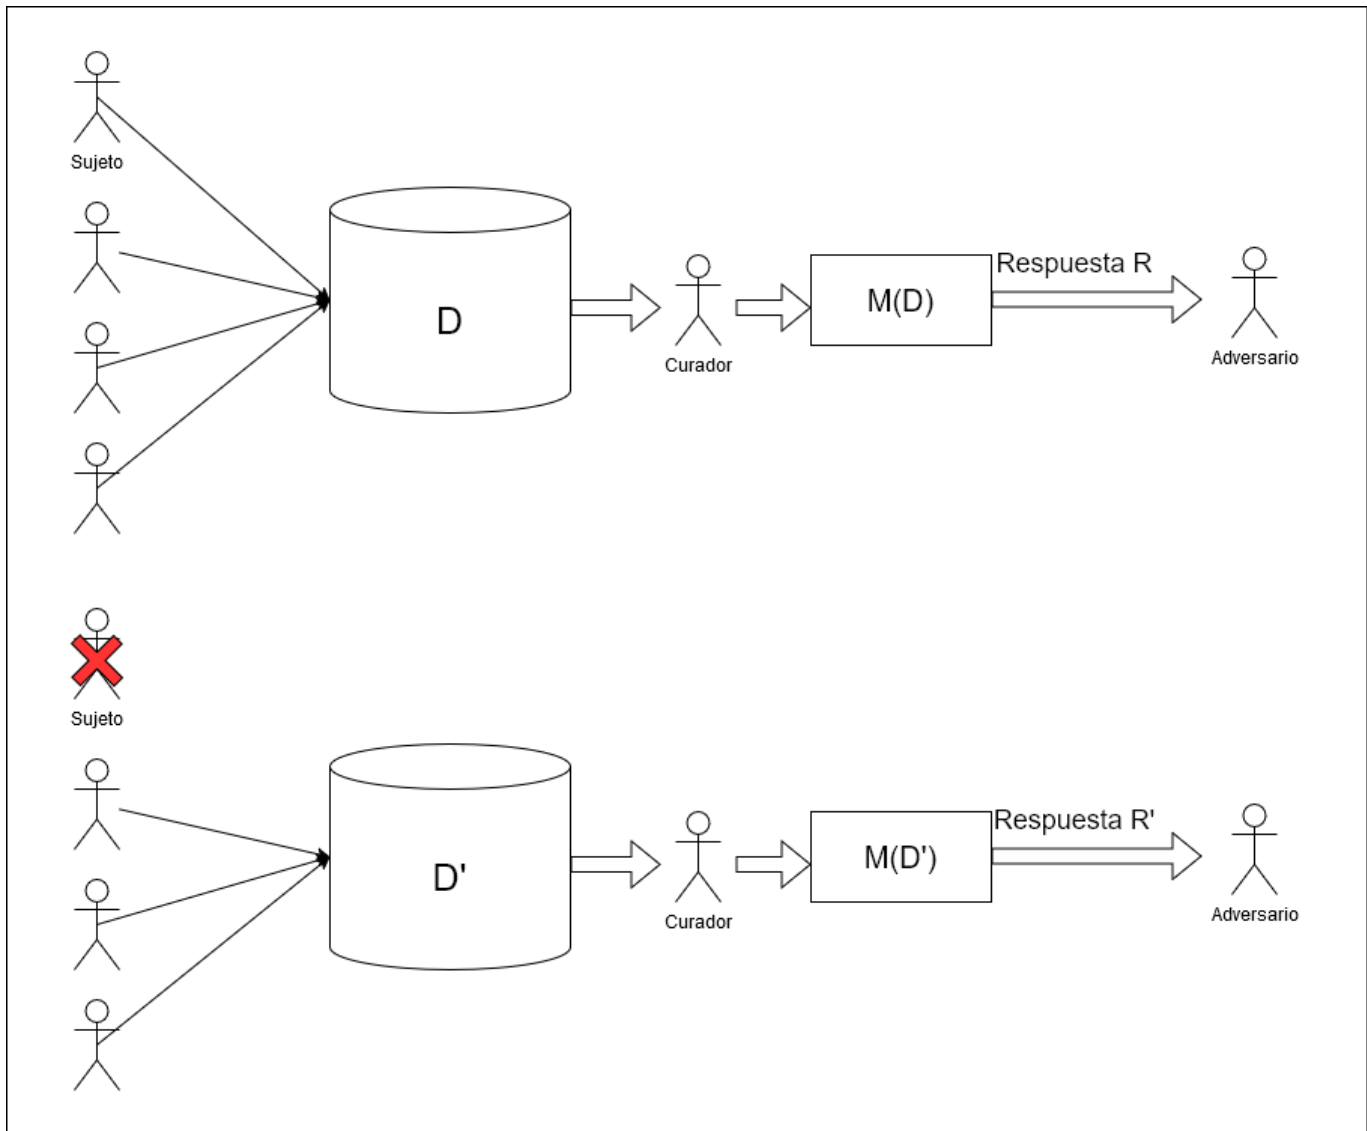 Sujeto
D
Curador
M(D)
Respuesta R
Adversario
Sujeto
D'
Curador
M(D')
Respuesta R'
Adversario